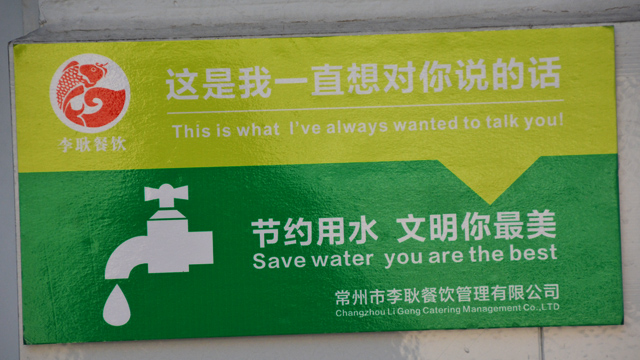 这是我一直想对你说的话
This is what I've always wanted to talk you!
李耿餐饮
节约用水 文明你最美
Save water you are the best
常州市李耿餐饮管理有限公司
Changzhou Li Geng Catering Management Co.,LTD